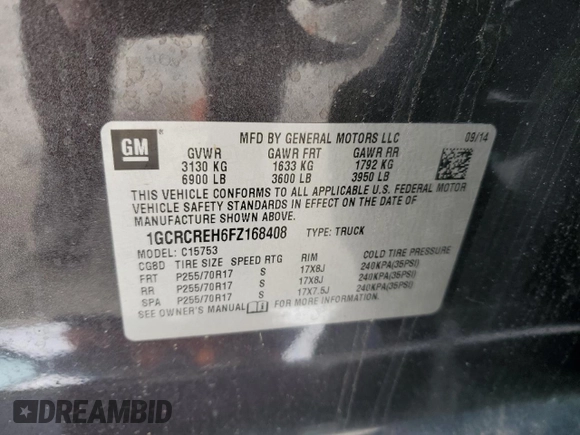 GM
MFD BY GENERAL MOTORS LLC 09/14
GVWR GAWR FRT GAWR RR
3130 KG 1633 KG 1792 KG
6900 LB 3600 LB 3950 LB
THIS VEHICLE CONFORMS TO ALL APPLICABLE U.S. FEDERAL MOTOR
VEHICLE SAFETY STANDARDS IN EFFECT ON THE DATE OF
MANUFACTURE SHOWN ABOVE.
1GCRCREH6FZ168408 TYPE: TRUCK
MODEL: C15753
CGBD TIRE SIZE SPEED RTG RIM COLD TIRE PRESSURE
FRT P255/70R17 S 17X8J 240KPA(35PSI)
RR P255/70R17 S 17X8J 240KPA(35PSI)
SPA P255/70R17 S 17X7.5J 240KPA(35PSI)
SEE OWNER'S MANUAL FOR MORE INFORMATION.
DREAMBID